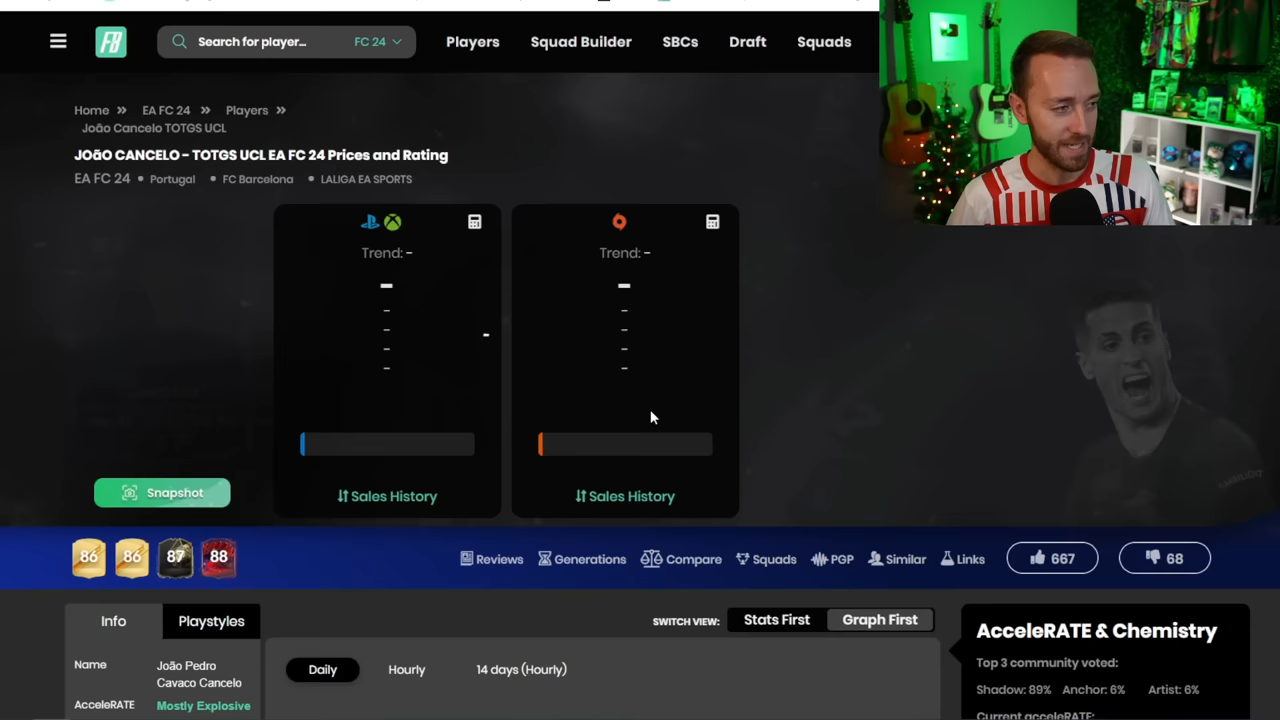 FB
Search for player...
FC 24
Players
Squad Builder
SBCs
Draft
Squads
Home » EA FC 24 » Players »
João Cancelo TOTGS UCL
JOãO CANCELO - TOTGS UCL EA FC 24 Prices and Rating
EA FC 24 • Portugal • FC Barcelona • LALIGA EA SPORTS
Trend: -
-
-
-
-
-
-
Sales History
Trend: -
-
-
-
-
-
Sales History
Snapshot
86
86
87
88
Reviews
Generations
Compare
Squads
PGP
Similar
Links
667
68
Info
Playstyles
SWITCH VIEW:
Stats First
Graph First
Name
João Pedro
Cavaco Cancelo
AcceleRATE
Mostly Explosive
Daily
Hourly
14 days (Hourly)
AcceleRATE & Chemistry
Top 3 community voted:
Shadow: 89% Anchor: 6% Artist: 6%
Current acceleRATE: